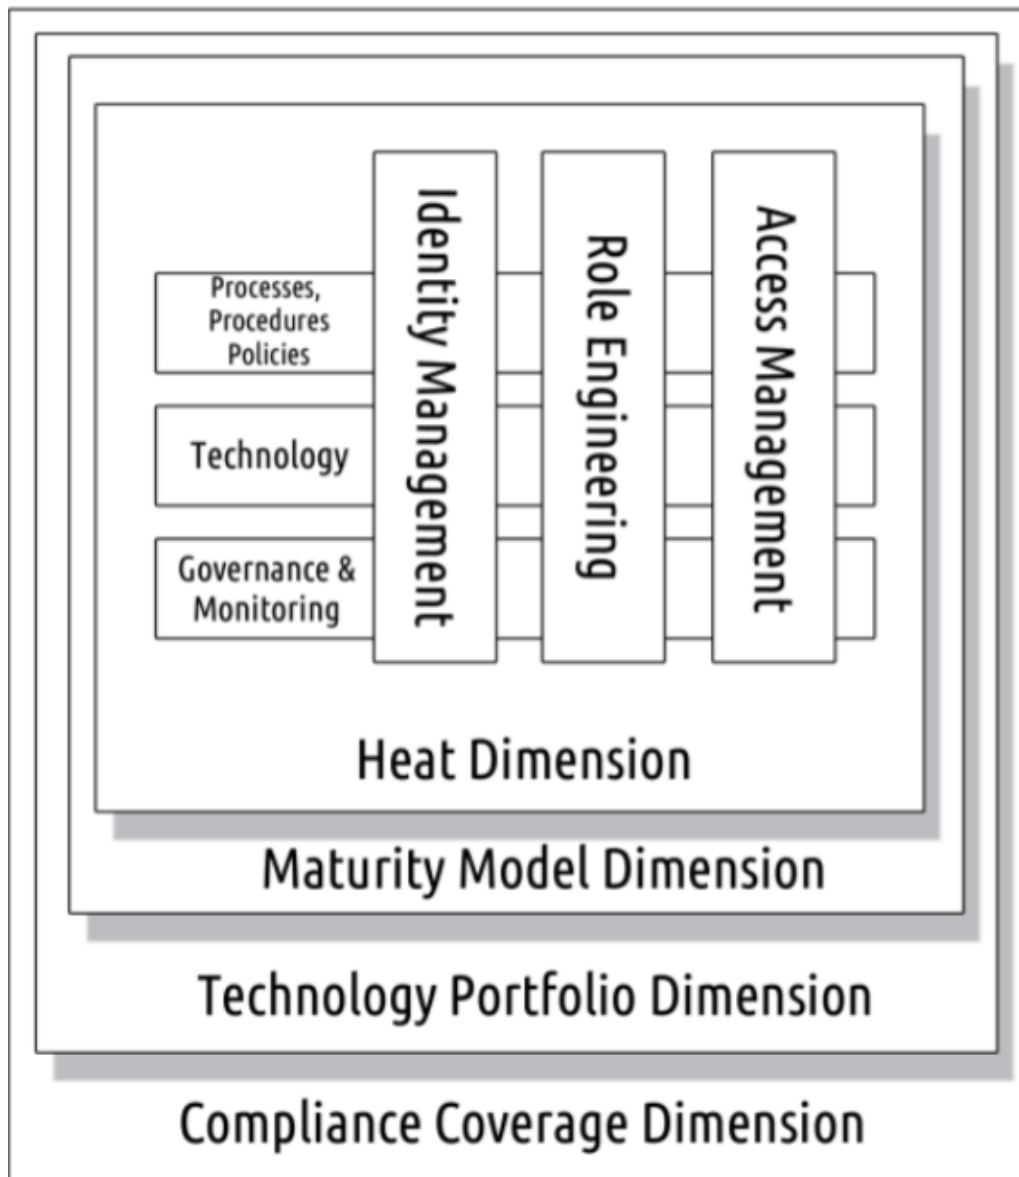 Identity Management
Role Engineering
Access Management
Processes,
Procedures
Policies
Technology
Governance &
Monitoring
Heat Dimension
Maturity Model Dimension
Technology Portfolio Dimension
Compliance Coverage Dimension